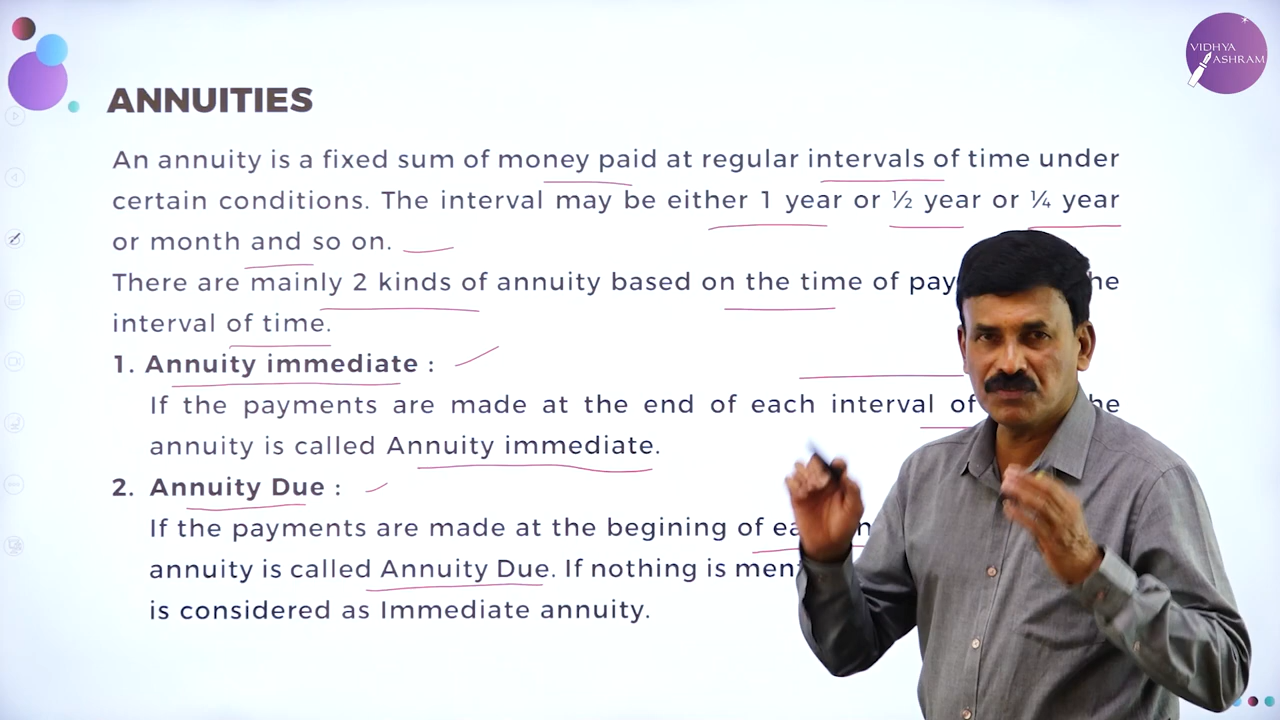 VIDHYA
ASHRAM
ANNUITIES
An annuity is a fixed sum of money paid at regular intervals of time under
certain conditions. The interval may be either 1 year or ½ year or ¼ year
or month and so on.
There are mainly 2 kinds of annuity based on the time of
interval of time.
1. Annuity immediate :
If the payments are made at the end of each interval of
annuity is called Annuity immediate.
2. Annuity Due :
If the payments are made at the begining of
annuity is called Annuity Due. If nothing is
is considered as Immediate annuity.